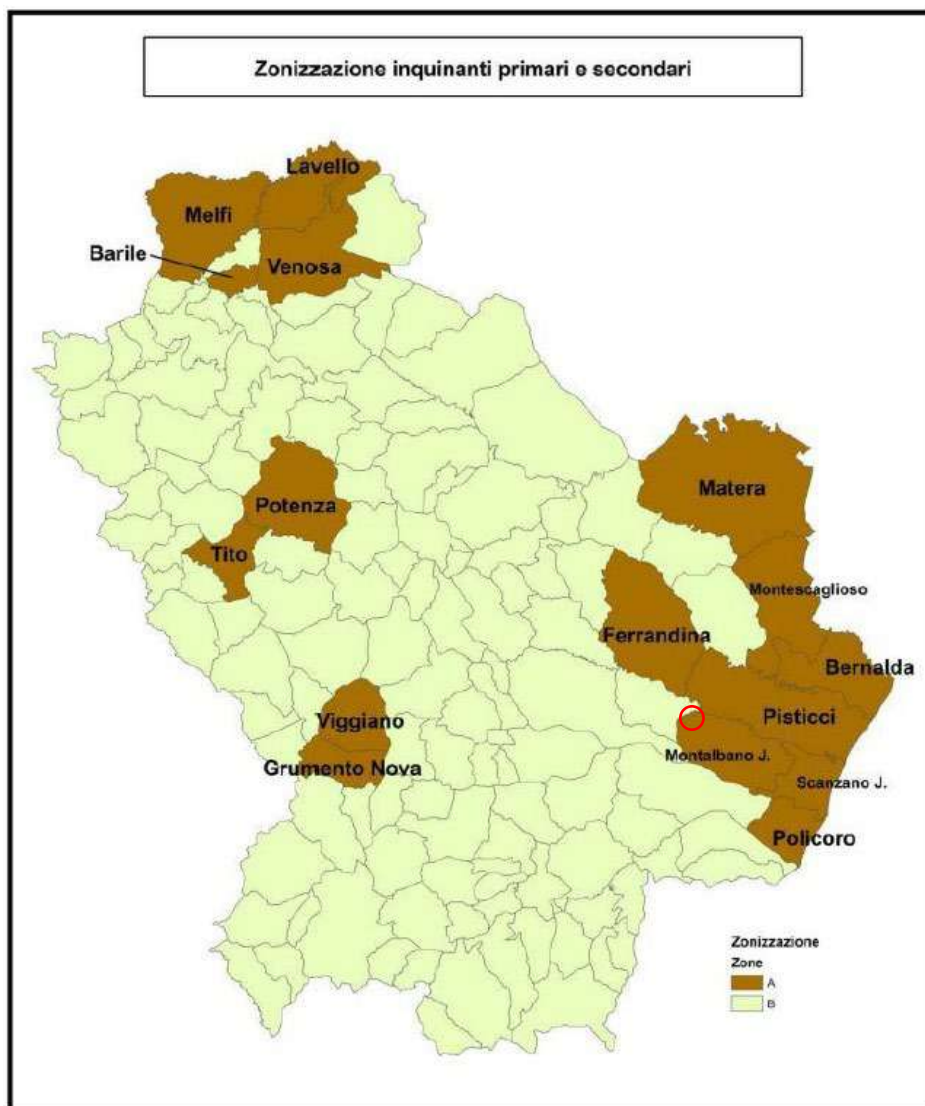 Zonizzazione inquinanti primari e secondari
Lavello
Melfi
Barile
Venosa
Matera
Potenza
Tito
Montescaglioso
Ferrandina
Bernalda
Viggiano
Pisticci
Grumento Nova
Montalbano J.
Scanzano J.
Policoro
Zonizzazione
Zone
A
B